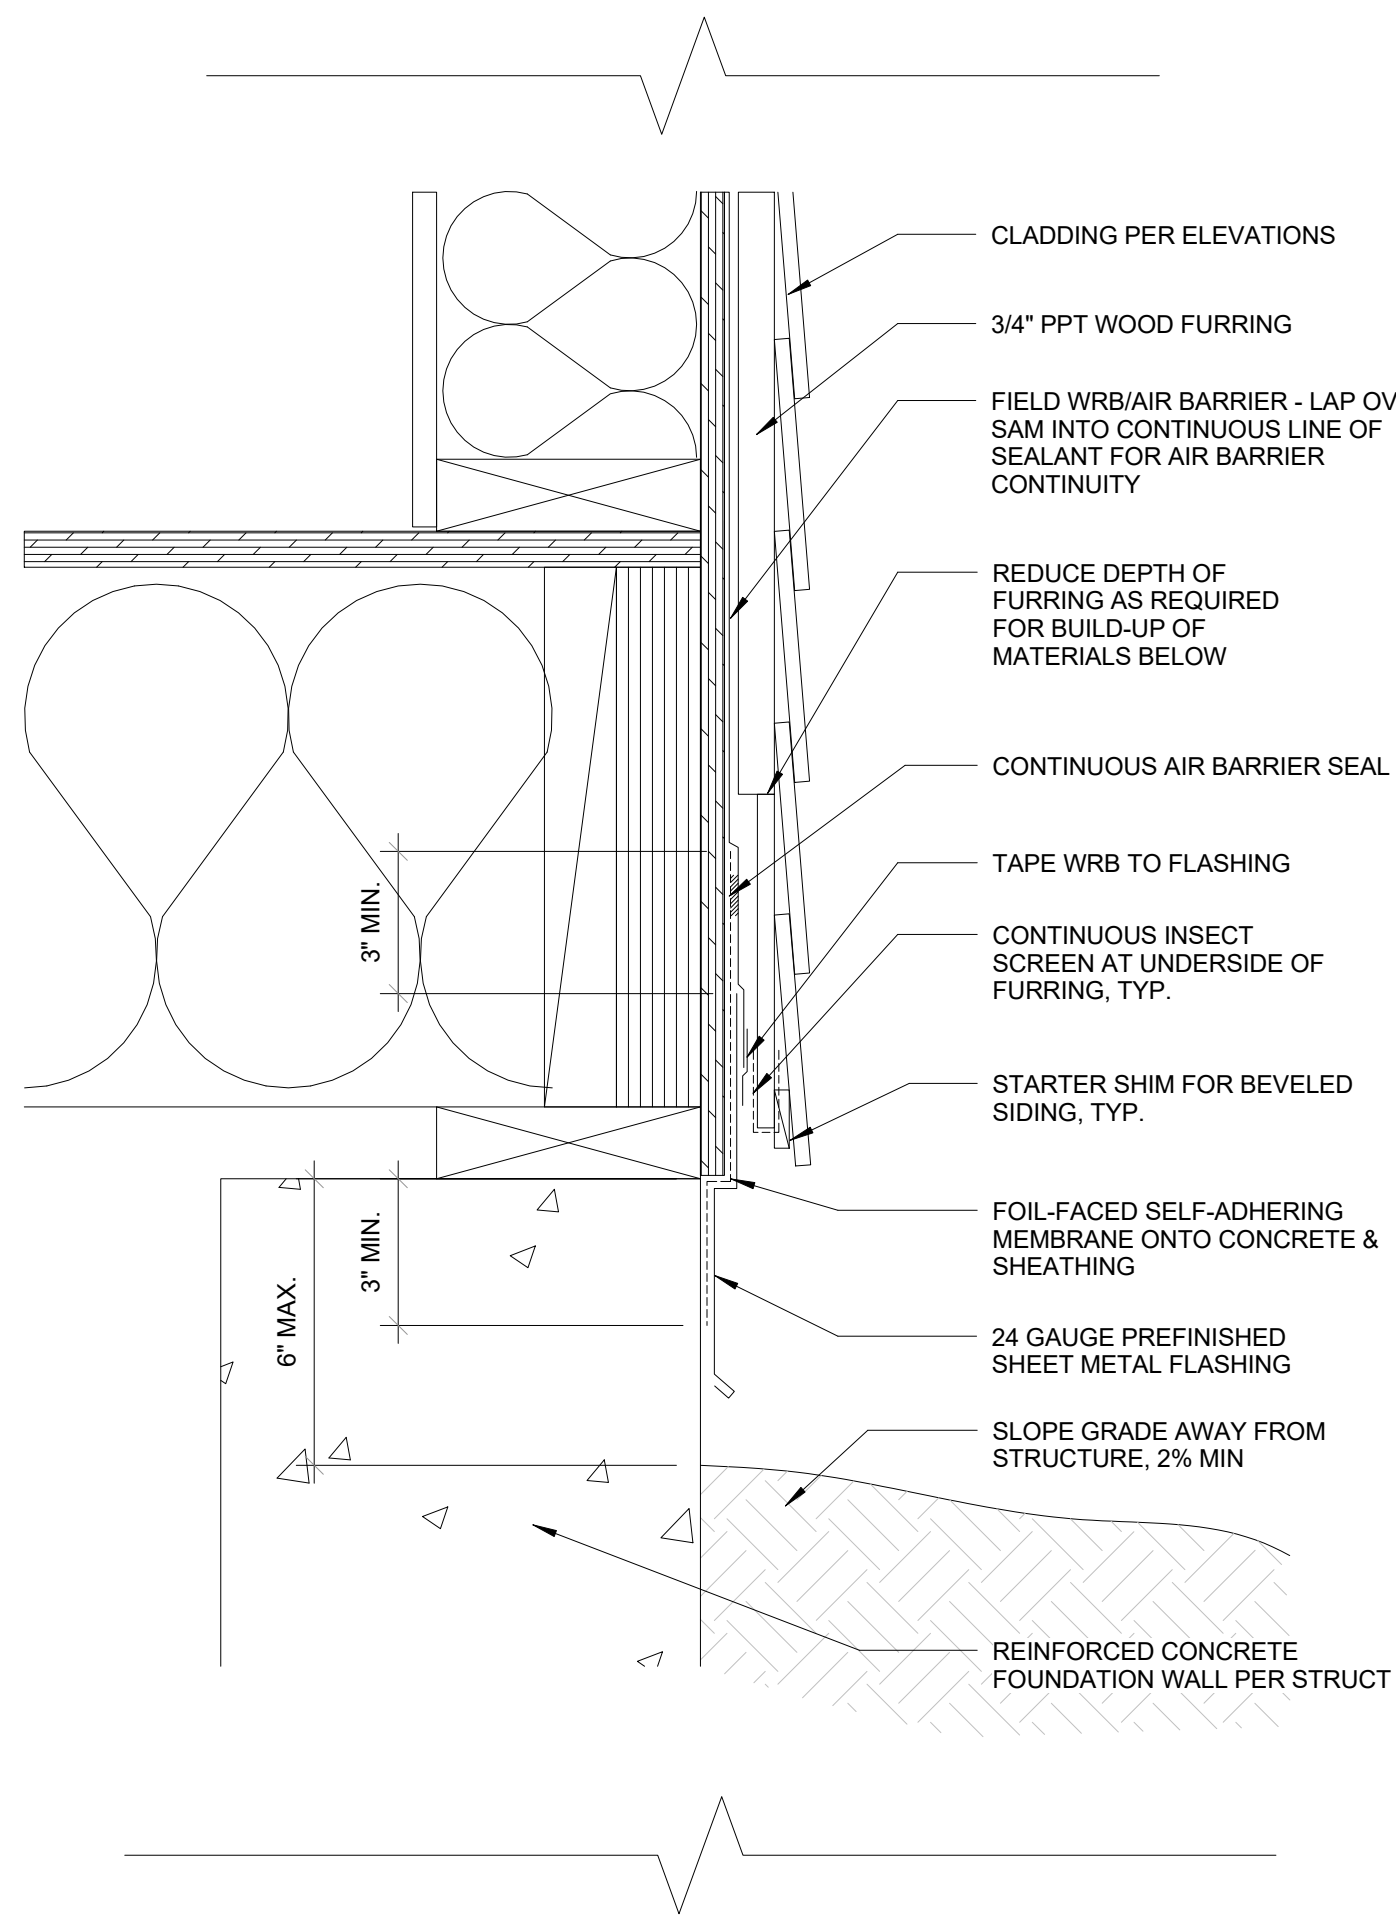 CLADDING PER ELEVATIONS
3/4" PPT WOOD FURRING
FIELD WRB/AIR BARRIER - LAP OV
SAM INTO CONTINUOUS LINE OF
SEALANT FOR AIR BARRIER
CONTINUITY
REDUCE DEPTH OF
FURRING AS REQUIRED
FOR BUILD-UP OF
MATERIALS BELOW
CONTINUOUS AIR BARRIER SEAL
TAPE WRB TO FLASHING
3" MIN.
CONTINUOUS INSECT
SCREEN AT UNDERSIDE OF
FURRING, TYP.
STARTER SHIM FOR BEVELED
SIDING, TYP.
FOIL-FACED SELF-ADHERING
MEMBRANE ONTO CONCRETE &
SHEATHING
3" MIN.
6" MAX.
24 GAUGE PREFINISHED
SHEET METAL FLASHING
SLOPE GRADE AWAY FROM
STRUCTURE, 2% MIN
REINFORCED CONCRETE
FOUNDATION WALL PER STRUCT